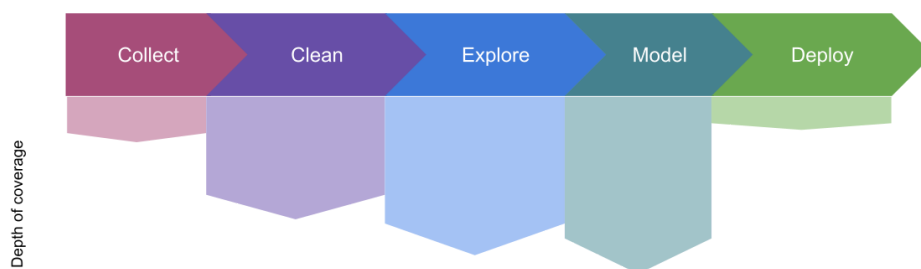 Collect
Clean
Explore
Model
Deploy
Depth of coverage